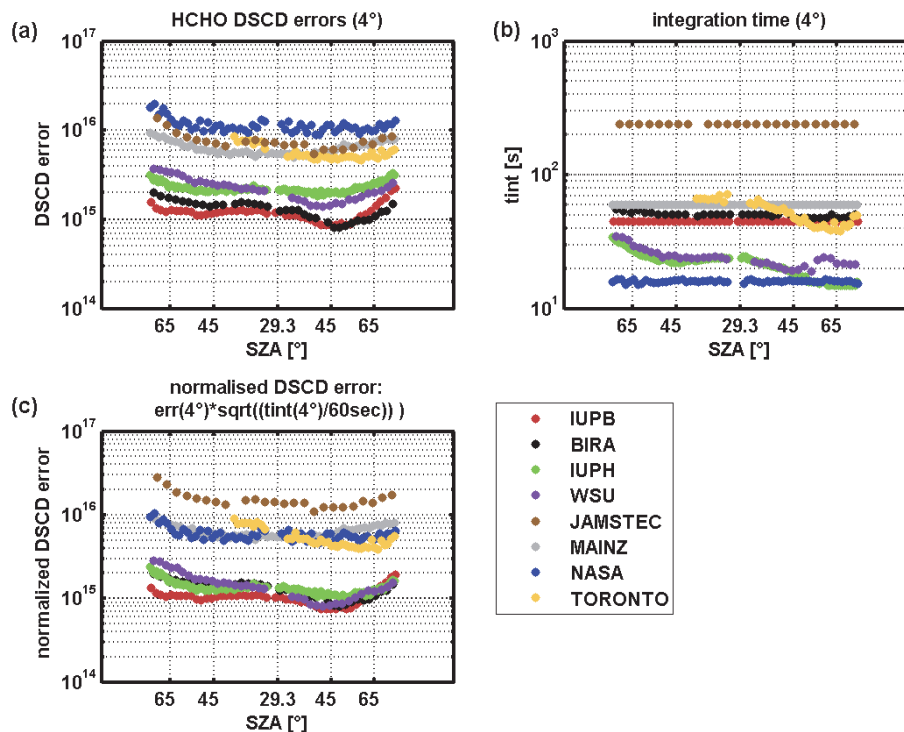 (a)
HCHO DSCD errors (4°)
10^17
10^16
10^15
10^14
DSCD error
65 45 29.3 45 65
SZA [°]
(b)
integration time (4°)
10^3
10^2
10^1
tint [s]
65 45 29.3 45 65
SZA [°]
(c)
normalised DSCD error:
err(4°)*sqrt((tint(4°)/60sec)) )
10^17
10^16
10^15
10^14
normalized DSCD error
65 45 29.3 45 65
SZA [°]
IUPB
BIRA
IUPH
WSU
JAMSTEC
MAINZ
NASA
TORONTO